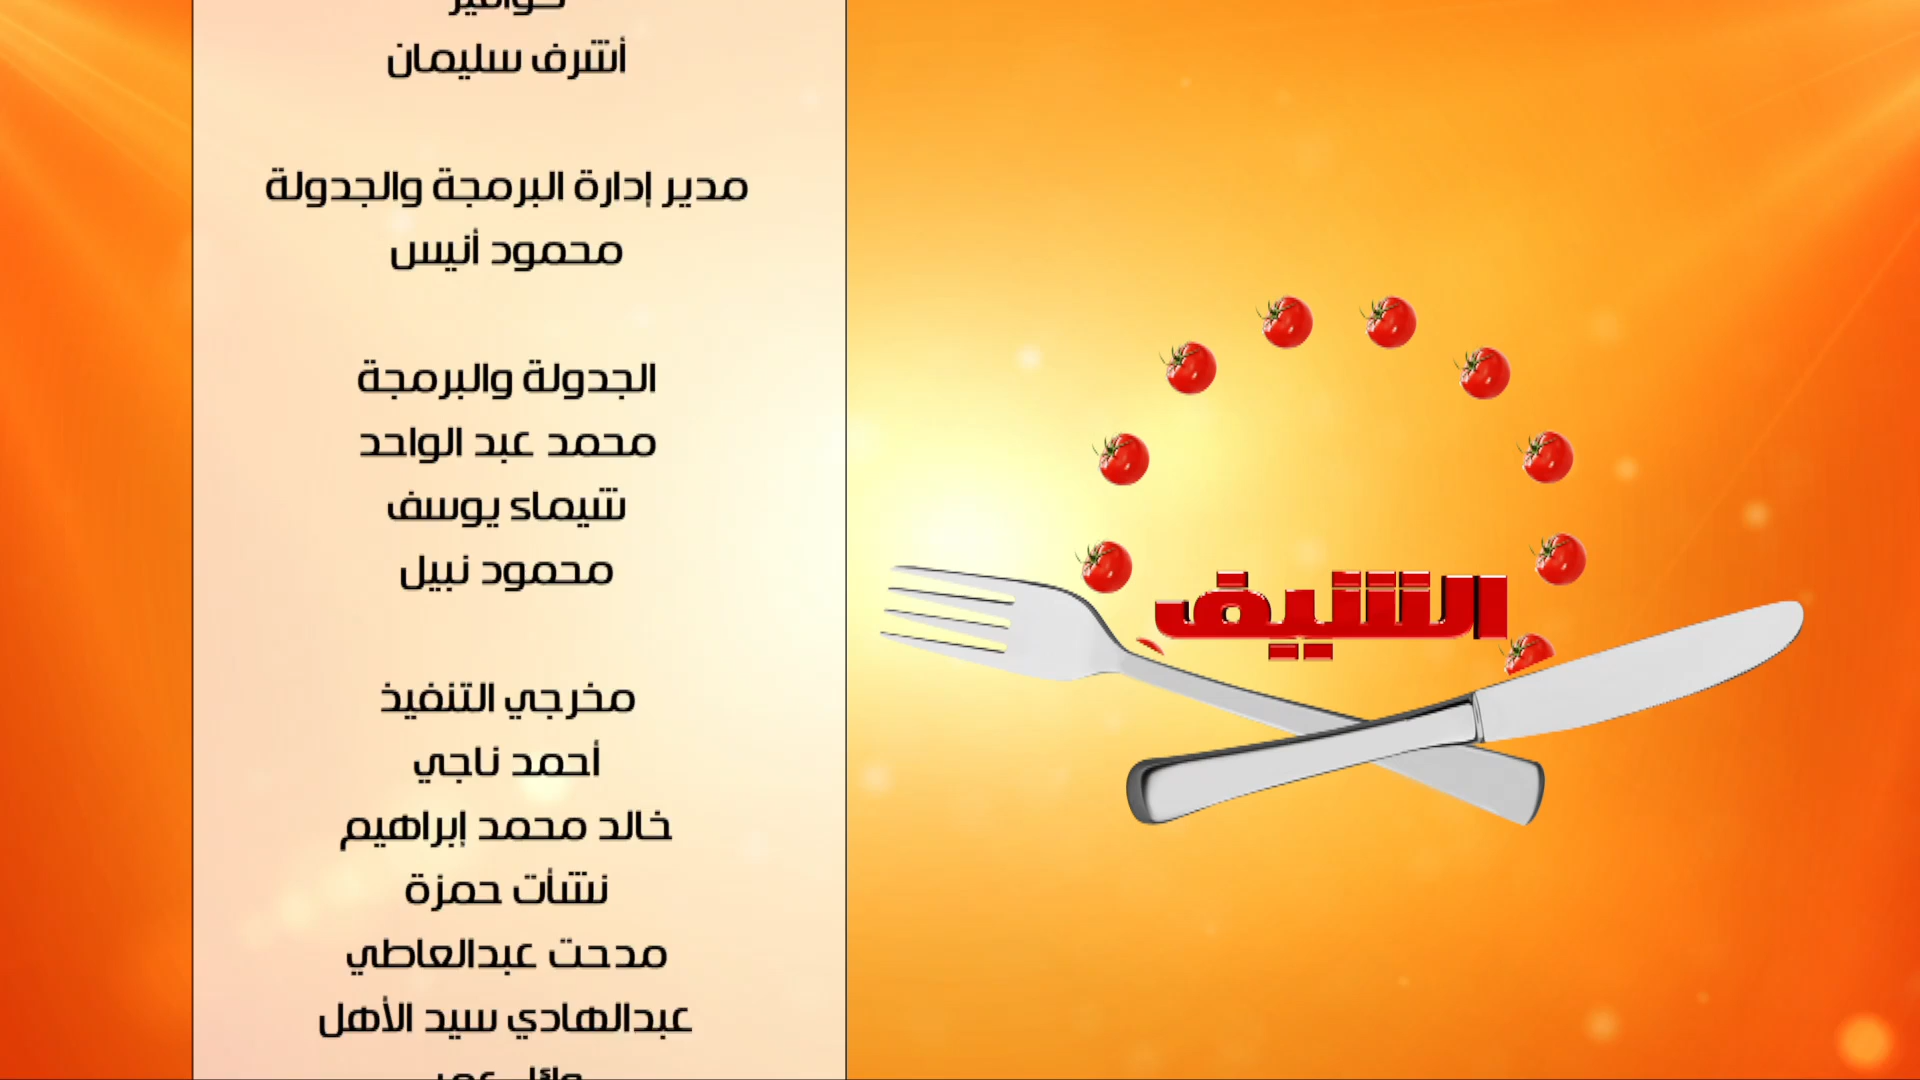 كوافير
أشرف سليمان
مدير إدارة البرمجة والجدولة
محمود أنيس
الجدولة والبرمجة
محمد عبد الواحد
شيماء يوسف
محمود نبيل
مخرجي التنفيذ
أحمد ناجي
خالد محمد إبراهيم
نشأت حمزة
مدحت عبدالعاطي
عبدالهادي سيد الأهل
الشيف